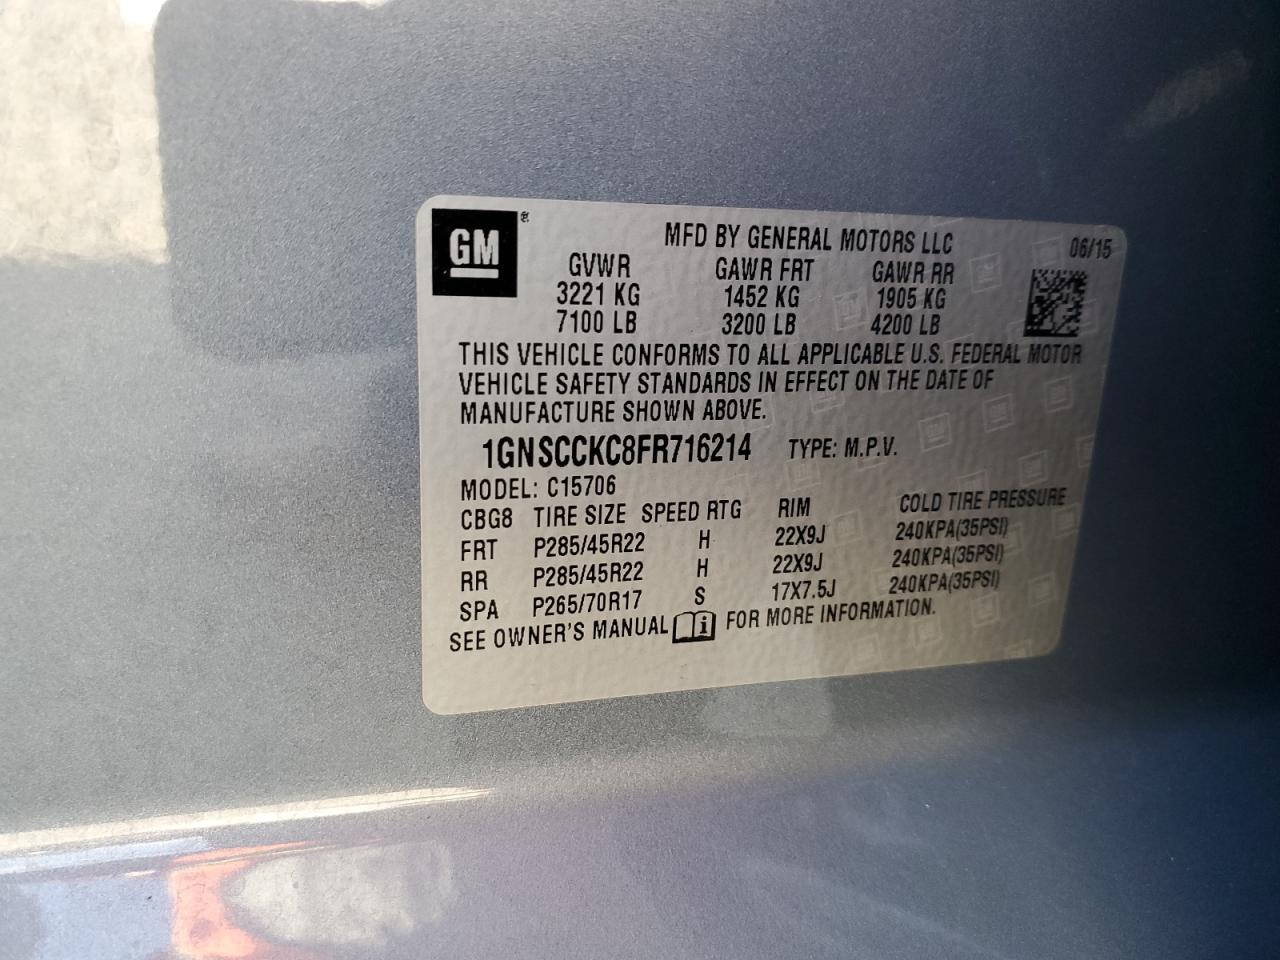 GM ®
MFD BY GENERAL MOTORS LLC 06/15
GVWR GAWR FRT GAWR RR
3221 KG 1452 KG 1905 KG
7100 LB 3200 LB 4200 LB
THIS VEHICLE CONFORMS TO ALL APPLICABLE U.S. FEDERAL MOTOR
VEHICLE SAFETY STANDARDS IN EFFECT ON THE DATE OF
MANUFACTURE SHOWN ABOVE.
1GNSCCKC8FR716214 TYPE: M.P.V.
MODEL: C15706
CBG8 TIRE SIZE SPEED RTG RIM COLD TIRE PRESSURE
FRT P285/45R22 H 22X9J 240KPA(35PSI)
RR P285/45R22 H 22X9J 240KPA(35PSI)
SPA P265/70R17 S 17X7.5J 240KPA(35PSI)
SEE OWNER'S MANUAL i FOR MORE INFORMATION.